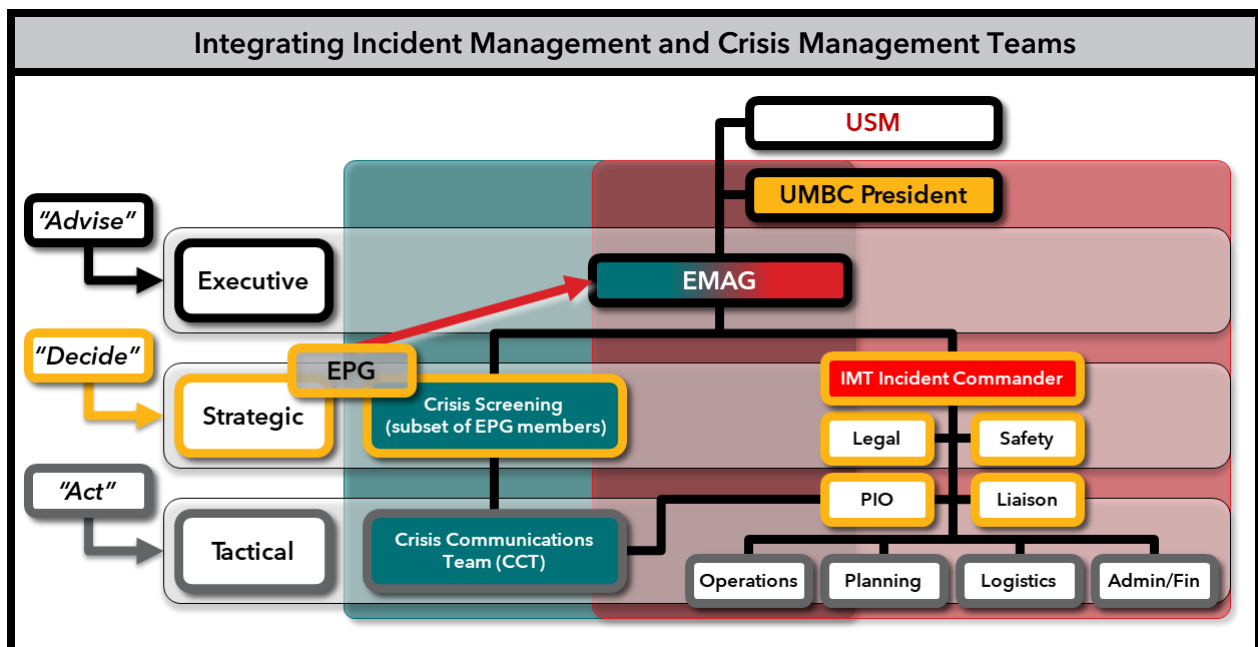 Integrating Incident Management and Crisis Management Teams
USM
UMBC President
"Advise"
Executive
EMAG
"Decide"
EPG
Strategic
Crisis Screening
(subset of EPG members)
IMT Incident Commander
Legal
Safety
"Act"
PIO
Liaison
Tactical
Crisis Communications
Team (CCT)
Operations
Planning
Logistics
Admin/Fin